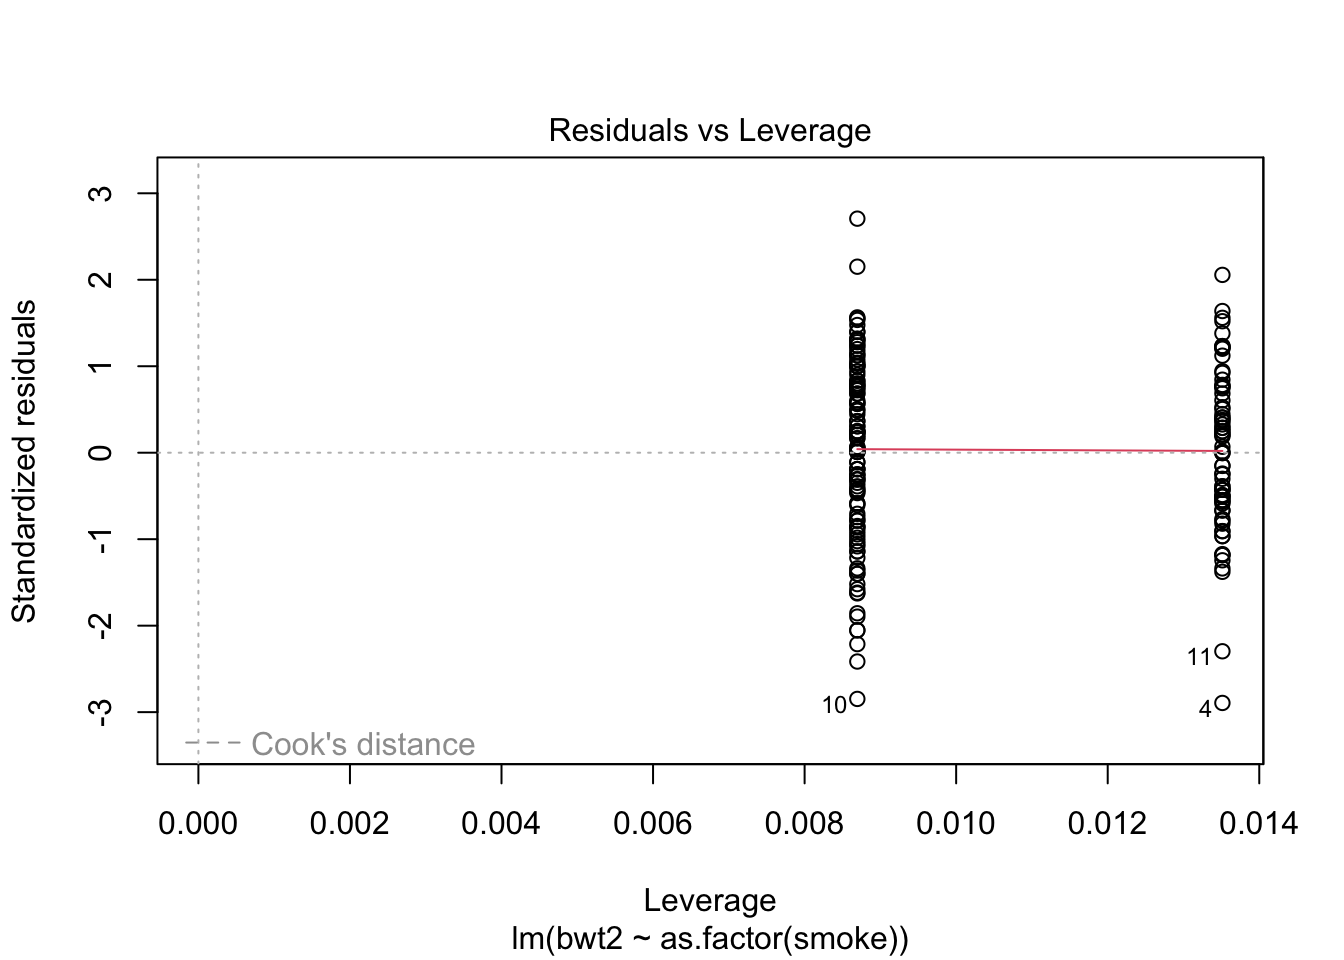 Residuals vs Leverage
Standardized residuals
3
2
1
0
-1
-2
-3
11
10
4
Cook's distance
0.000 0.002 0.004 0.006 0.008 0.010 0.012 0.014
Leverage
lm(bwt2 ~ as.factor(smoke))